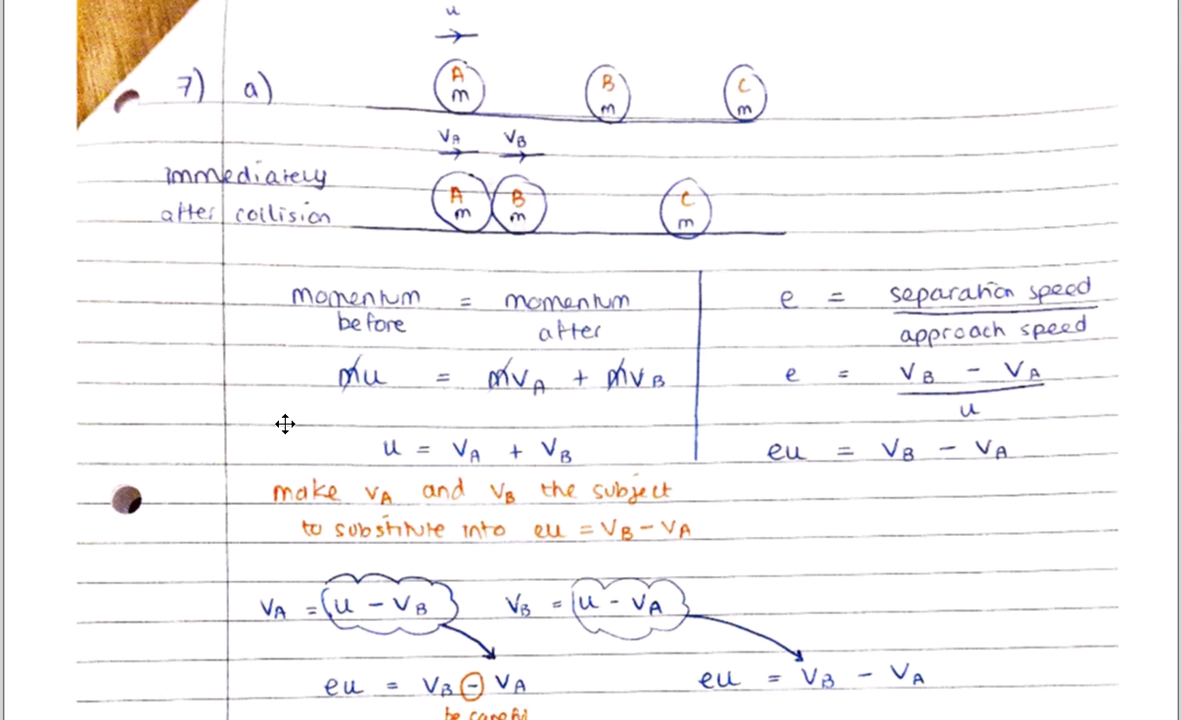 u
→
7) a) A m B m C m
VA VB
→ →
immediately
after collision
A m B m C m
momentum before = momentum after
mu = mVA + mVB
u = VA + VB
e = separation speed / approach speed
e = VB - VA / u
eu = VB - VA
make VA and VB the subject
to substitute into eu = VB - VA
VA = (u - VB) VB = (u - VA)
eu = VB - VA eu = VB - VA
be careful